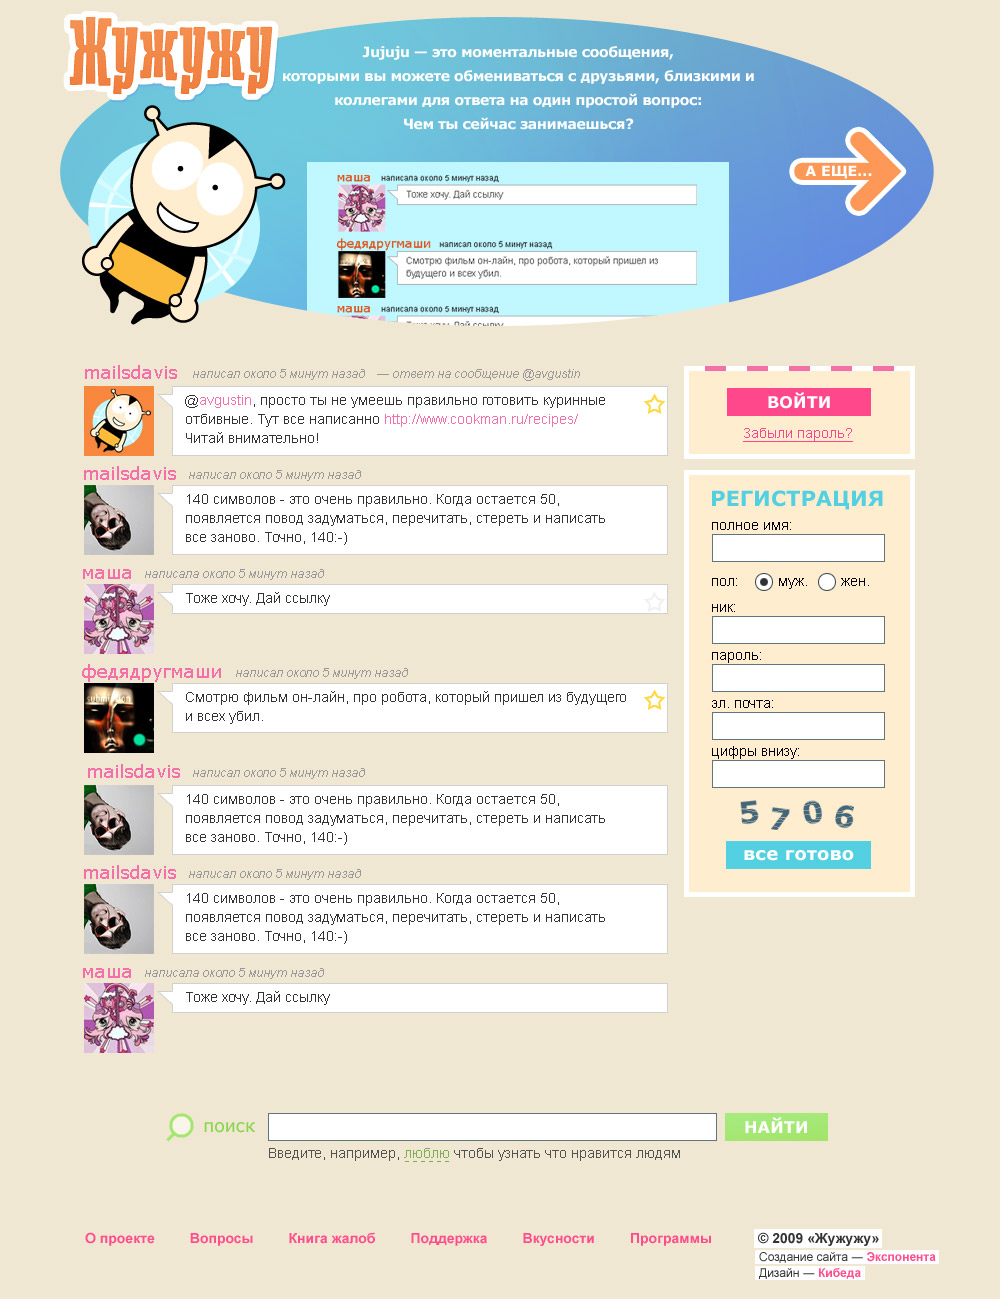 Жужужу
Jujuju — это моментальные сообщения,
которыми вы можете обмениваться с друзьями, близкими и
коллегами для ответа на один простой вопрос:
Чем ты сейчас занимаешься?
А ЕЩЕ...
маша написала около 5 минут назад
Тоже хочу. Дай ссылку
федядругмаши написал около 5 минут назад
Смотрю фильм он-лайн, про робота, который пришел из
будущего и всех убил.
маша написал около 5 минут назад
Тоже хочу. Дай ссылку
mailsdavis написал около 5 минут назад — ответ на сообщение @avgustin
@avgustin, просто ты не умеешь правильно готовить куринные
отбивные. Тут все написанно http://www.cookman.ru/recipes/
Читай внимательно!
mailsdavis написал около 5 минут назад
140 символов - это очень правильно. Когда остается 50,
появляется повод задуматься, перечитать, стереть и написать
все заново. Точно, 140:-)
маша написала около 5 минут назад
Тоже хочу. Дай ссылку
федядругмаши написал около 5 минут назад
Смотрю фильм он-лайн, про робота, который пришел из будущего
и всех убил.
mailsdavis написал около 5 минут назад
140 символов - это очень правильно. Когда остается 50,
появляется повод задуматься, перечитать, стереть и написать
все заново. Точно, 140:-)
mailsdavis написал около 5 минут назад
140 символов - это очень правильно. Когда остается 50,
появляется повод задуматься, перечитать, стереть и написать
все заново. Точно, 140:-)
маша написала около 5 минут назад
Тоже хочу. Дай ссылку
ВОЙТИ
Забыли пароль?
РЕГИСТРАЦИЯ
полное имя:
пол: муж. жен.
ник:
пароль:
эл. почта:
цифры внизу:
5706
все готово
ПОИСК
НАЙТИ
Введите, например, люблю чтобы узнать что нравится людям
О проекте Вопросы Книга жалоб Поддержка Вкусности Программы
© 2009 «Жужужу»
Создание сайта — Экспонента
Дизайн — Кибеда